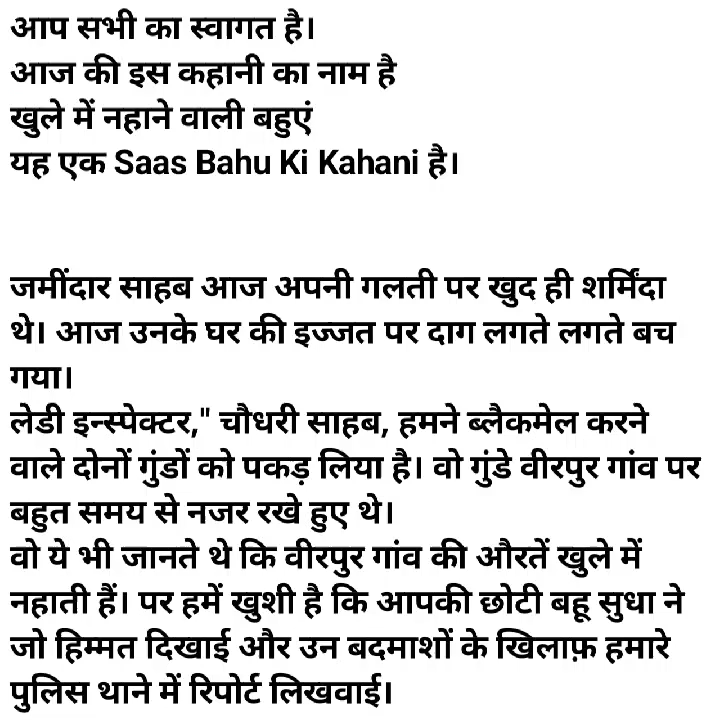 आप सभी का स्वागत है।
आज की इस कहानी का नाम है
खुले में नहाने वाली बहुएं
यह एक Saas Bahu Ki Kahani है।
जमींदार साहब आज अपनी गलती पर खुद ही शर्मिंदा
थे। आज उनके घर की इज्जत पर दाग लगते लगते बच
गया।
लेडी इन्स्पेक्टर," चौधरी साहब, हमने ब्लैकमेल करने
वाले दोनों गुंडों को पकड़ लिया है। वो गुंडे वीरपुर गांव पर
बहुत समय से नजर रखे हुए थे।
वो ये भी जानते थे कि वीरपुर गांव की औरतें खुले में
नहाती हैं। पर हमें खुशी है कि आपकी छोटी बहू सुधा ने
जो हिम्मत दिखाई और उन बदमाशों के खिलाफ़ हमारे
पुलिस थाने में रिपोर्ट लिखवाई।